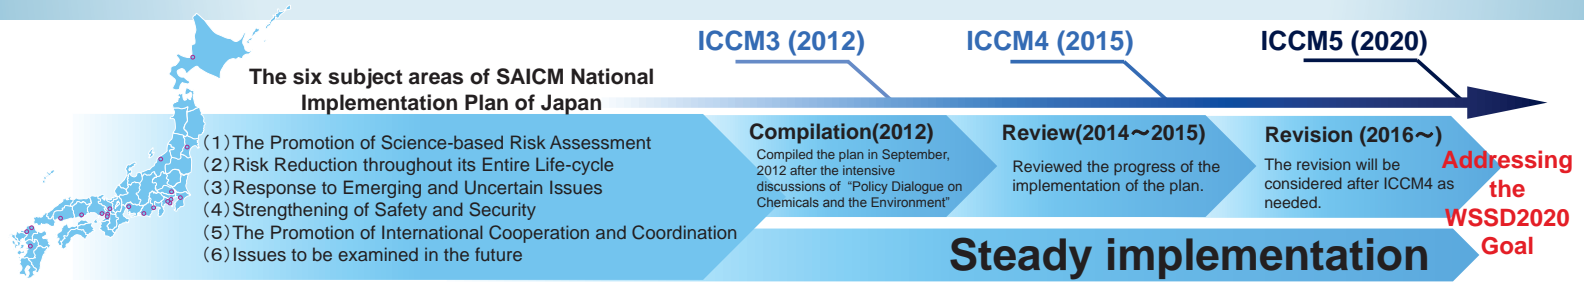 ICCM3 (2012)
ICCM4 (2015)
ICCM5 (2020)
The six subject areas of SAICM National
Implementation Plan of Japan
(1)The Promotion of Science-based Risk Assessment
(2)Risk Reduction throughout its Entire Life-cycle
(3)Response to Emerging and Uncertain Issues
(4)Strengthening of Safety and Security
(5)The Promotion of International Cooperation and Coordination
(6)Issues to be examined in the future
Compilation(2012)
Compiled the plan in September,
2012 after the intensive
discussions of “Policy Dialogue on
Chemicals and the Environment”
Review(2014～2015)
Reviewed the progress of the
implementation of the plan.
Revision (2016～)
The revision will be
considered after ICCM4 as
needed.
Addressing
the
WSSD2020
Goal
Steady implementation